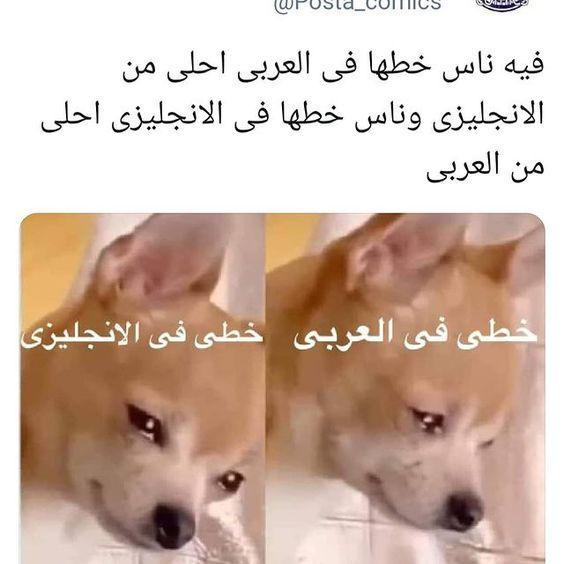 @Posta_comics
فيه ناس خطها فى العربى احلى من
الانجليزى وناس خطها فى الانجليزى احلى
من العربى
خطى فى العربى
خطى فى الانجليزى